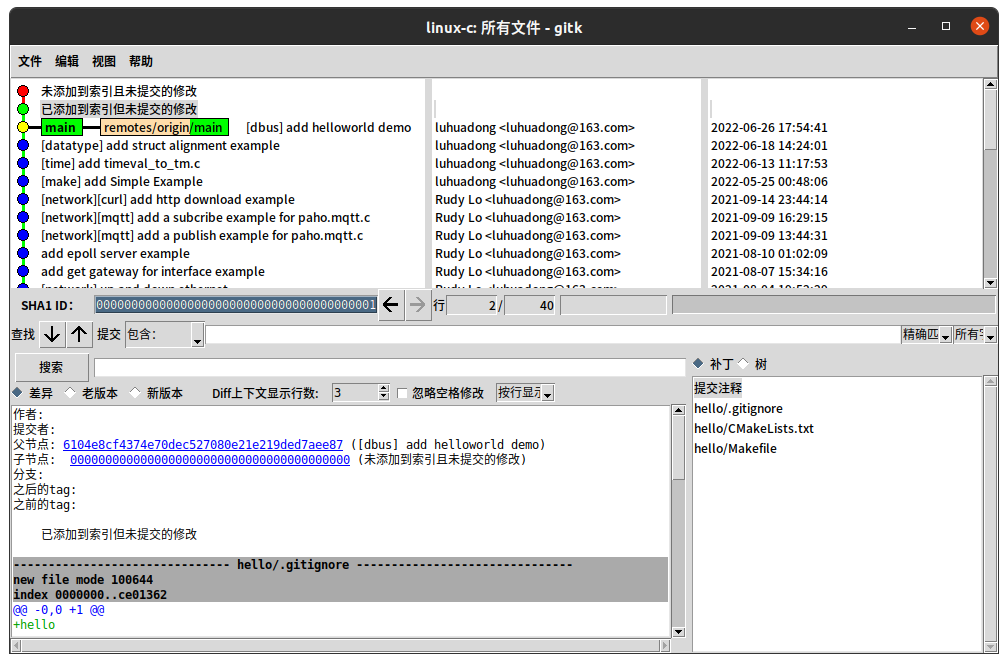 linux-c: 所有文件 - gitk
文件 编辑 视图 帮助
未添加到索引且未提交的修改
已添加到索引但未提交的修改
main remotes/origin/main [dbus] add helloworld demo luhuadong <luhuadong@163.com> 2022-06-26 17:54:41
[datatype] add struct alignment example luhuadong <luhuadong@163.com> 2022-06-18 14:24:01
[time] add timeval_to_tm.c luhuadong <luhuadong@163.com> 2022-06-13 11:17:53
[make] add Simple Example luhuadong <luhuadong@163.com> 2022-05-25 00:48:06
[network][curl] add http download example Rudy Lo <luhuadong@163.com> 2021-09-14 23:44:14
[network][mqtt] add a subcribe example for paho.mqtt.c Rudy Lo <luhuadong@163.com> 2021-09-09 16:29:15
[network][mqtt] add a publish example for paho.mqtt.c Rudy Lo <luhuadong@163.com> 2021-09-09 13:44:31
add epoll server example Rudy Lo <luhuadong@163.com> 2021-08-10 01:02:09
add get gateway for interface example Rudy Lo <luhuadong@163.com> 2021-08-07 15:34:16
SHA1 ID: 0000000000000000000000000000000000000001 行 2 / 40
查找 提交 包含: 精确匹 所有字
搜索
补丁 树
差异 老版本 新版本 Diff上下文显示行数: 3 忽略空格修改 按行显示
提交注释
hello/.gitignore
hello/CMakeLists.txt
hello/Makefile
作者:
提交者:
父节点: 6104e8cf4374e70dec527080e21e219ded7aee87 ([dbus] add helloworld demo)
子节点: 0000000000000000000000000000000000000000 (未添加到索引且未提交的修改)
分支:
之后的tag:
之前的tag:
已添加到索引但未提交的修改
------------------------------- hello/.gitignore -------------------------------
new file mode 100644
index 0000000..ce01362
@@ -0,0 +1 @@
+hello